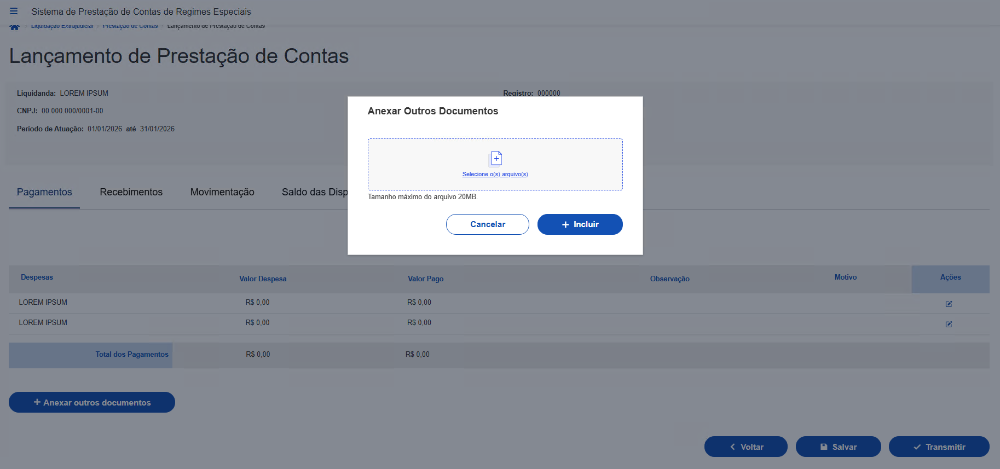 Sistema de Prestação de Contas de Regimes Especiais
Liquidação Extrajudicial / Prestação de Contas / Lançamento de Prestação de Contas
Lançamento de Prestação de Contas
Liquidanda: LOREM IPSUM
Registro: 000000
CNPJ: 00.000.000/0001-00
Período de Atuação: 01/01/2026 até 31/01/2026
Anexar Outros Documentos
Selecione o(s) arquivo(s)
Tamanho máximo do arquivo 20MB.
Cancelar
+ Incluir
Pagamentos Recebimentos Movimentação Saldo das Disp
Despesas Valor Despesa Valor Pago Observação Motivo Ações
LOREM IPSUM R$ 0,00 R$ 0,00
LOREM IPSUM R$ 0,00 R$ 0,00
Total dos Pagamentos R$ 0,00 R$ 0,00
+ Anexar outros documentos
Voltar Salvar Transmitir